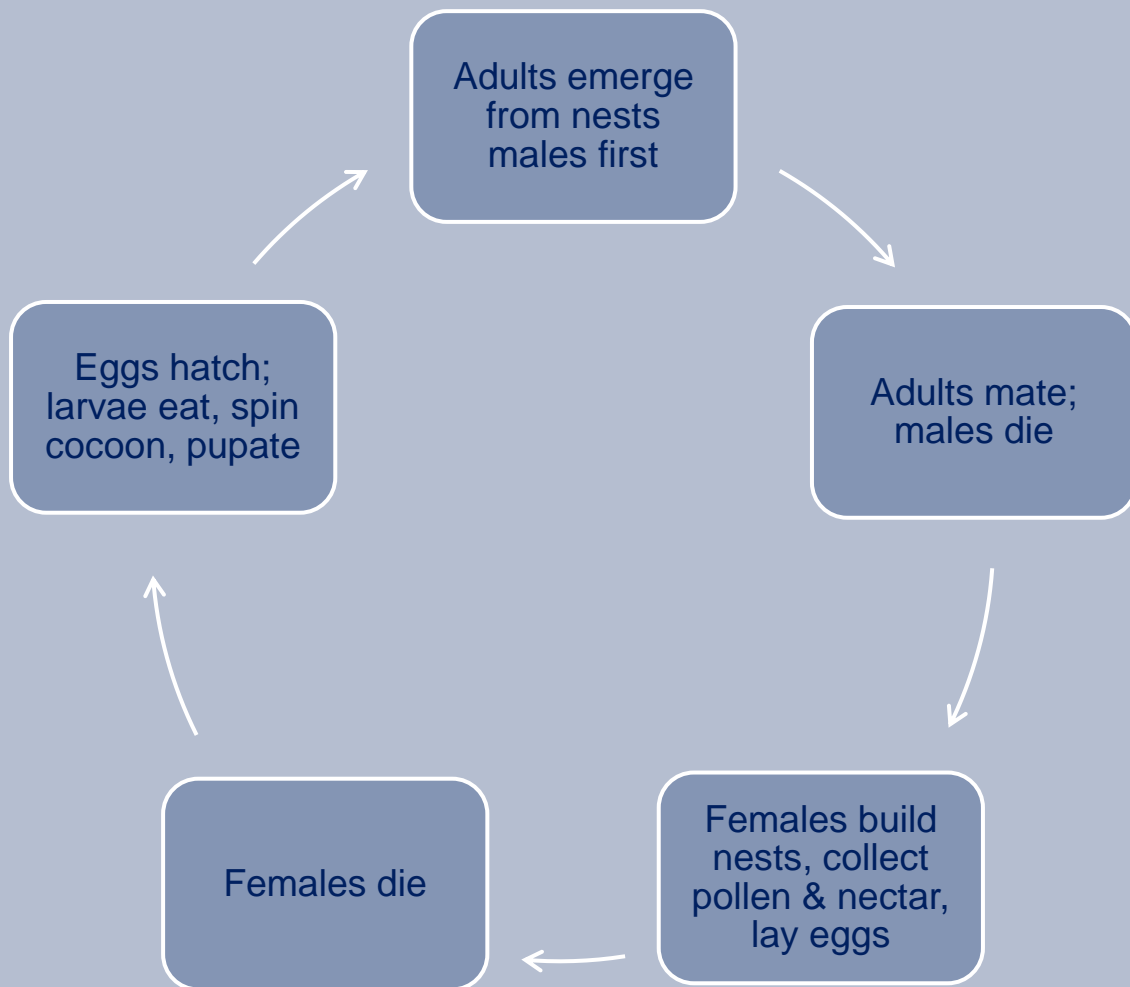 Adults emerge
from nests
males first
Adults mate;
males die
Females build
nests, collect
pollen & nectar,
lay eggs
Females die
Eggs hatch;
larvae eat, spin
cocoon, pupate